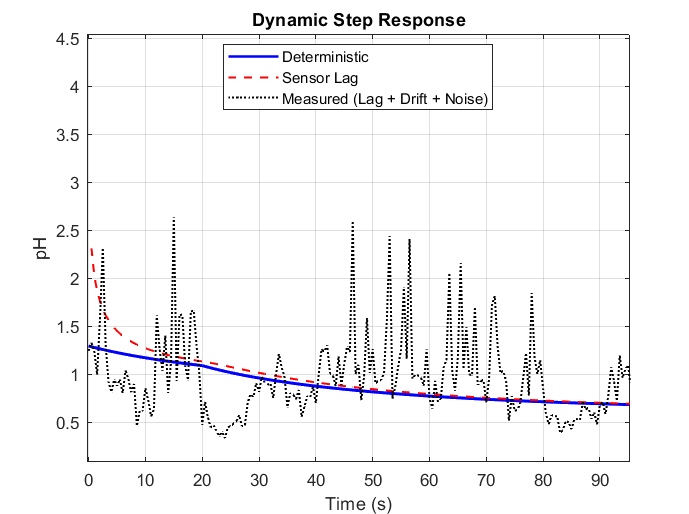 Dynamic Step Response
Deterministic
Sensor Lag
Measured (Lag + Drift + Noise)
4.5
4
3.5
3
2.5
2
1.5
1
0.5
pH
0 10 20 30 40 50 60 70 80 90
Time (s)